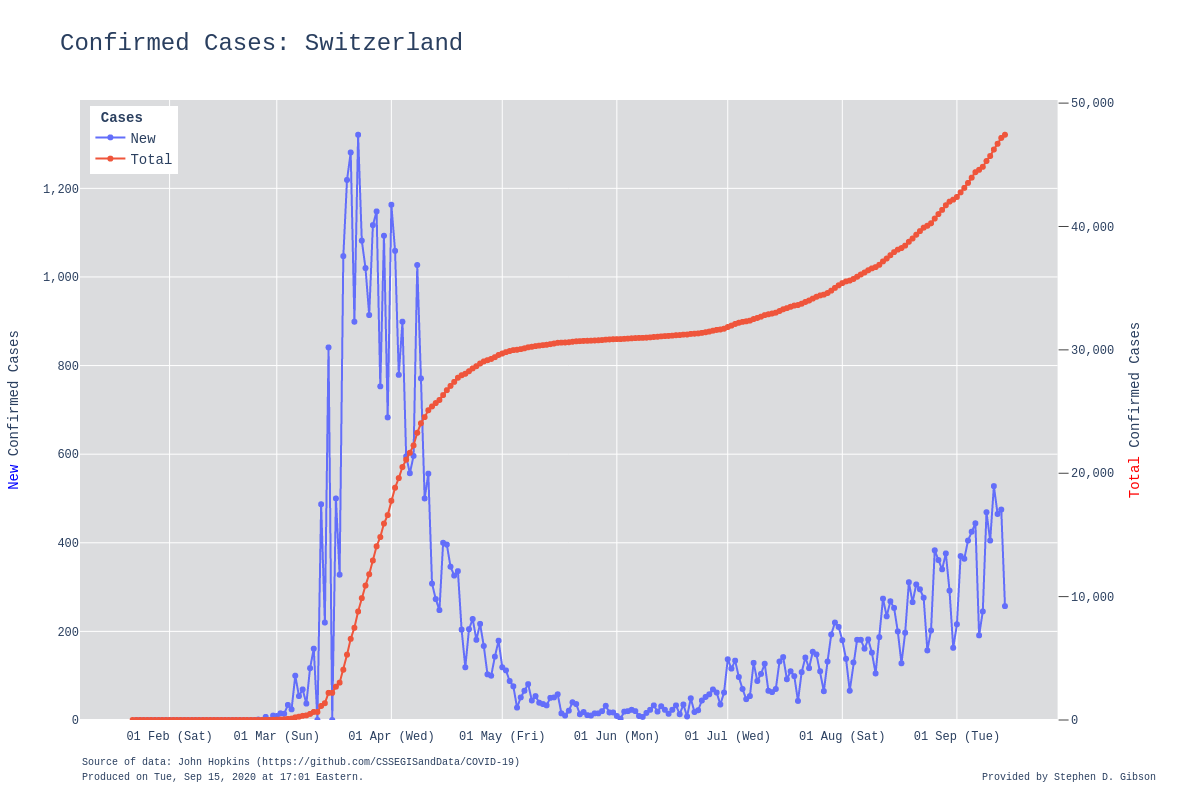 Confirmed Cases: Switzerland
Cases
New
Total
1,200
1,000
800
600
400
200
0
New Confirmed Cases
50,000
40,000
30,000
20,000
10,000
0
Total Confirmed Cases
01 Feb (Sat) 01 Mar (Sun) 01 Apr (Wed) 01 May (Fri) 01 Jun (Mon) 01 Jul (Wed) 01 Aug (Sat) 01 Sep (Tue)
Source of data: John Hopkins (https://github.com/CSSEGISandData/COVID-19)
Produced on Tue, Sep 15, 2020 at 17:01 Eastern.
Provided by Stephen D. Gibson